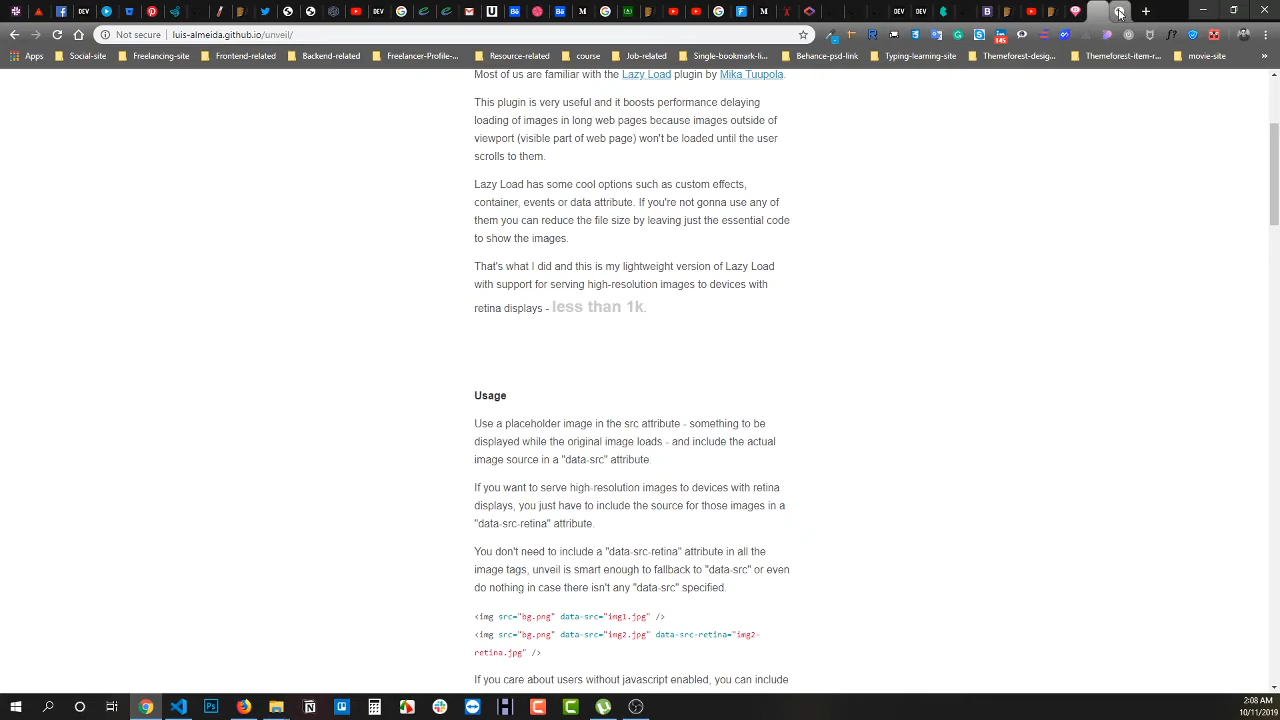 DEV
DEV
DEV
DEV
Not secure
luis-almeida.github.io/unveil/
145
Apps
Social-site
Freelancing-site
Frontend-related
Backend-related
Freelancer-Profile-...
Resource-related
course
Job-related
Single-bookmark-li...
Behance-psd-link
Typing-learning-site
Themeforest-desig...
Themeforest-item-r...
movie-site
Most of us are familiar with the Lazy Load plugin by Mika Tuupola.
This plugin is very useful and it boosts performance delaying
loading of images in long web pages because images outside of
viewport (visible part of web page) won't be loaded until the user
scrolls to them.
Lazy Load has some cool options such as custom effects,
container, events or data attribute. If you're not gonna use any of
them you can reduce the file size by leaving just the essential code
to show the images.
That's what I did and this is my lightweight version of Lazy Load
with support for serving high-resolution images to devices with
retina displays - less than 1k.
Usage
Use a placeholder image in the src attribute - something to be
displayed while the original image loads - and include the actual
image source in a "data-src" attribute.
If you want to serve high-resolution images to devices with retina
displays, you just have to include the source for those images in a
"data-src-retina" attribute.
You don't need to include a "data-src-retina" attribute in all the
image tags, unveil is smart enough to fallback to "data-src" or even
do nothing in case there isn't any "data-src" specified.
<img src="bg.png" data-src="img1.jpg" />
<img src="bg.png" data-src="img2.jpg" data-src-retina="img2-
retina.jpg" />
If you care about users without javascript enabled, you can include
2:08 AM
10/11/2019